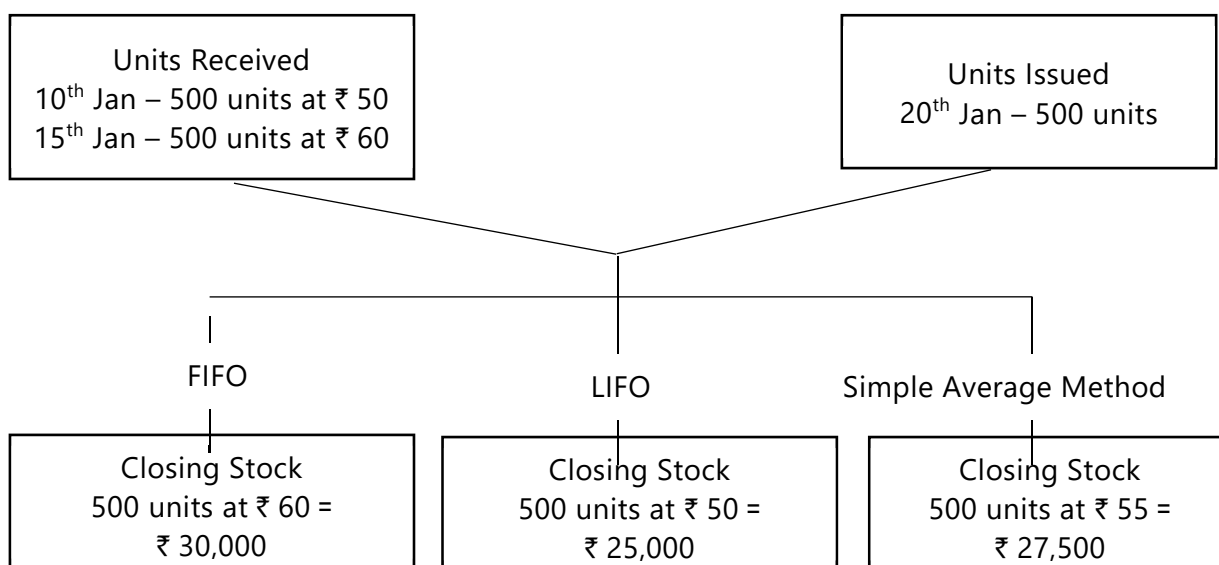 Units Received
10th Jan – 500 units at ₹ 50
15th Jan – 500 units at ₹ 60
Units Issued
20th Jan – 500 units
FIFO
LIFO
Simple Average Method
Closing Stock
500 units at ₹ 60 =
₹ 30,000
Closing Stock
500 units at ₹ 50 =
₹ 25,000
Closing Stock
500 units at ₹ 55 =
₹ 27,500